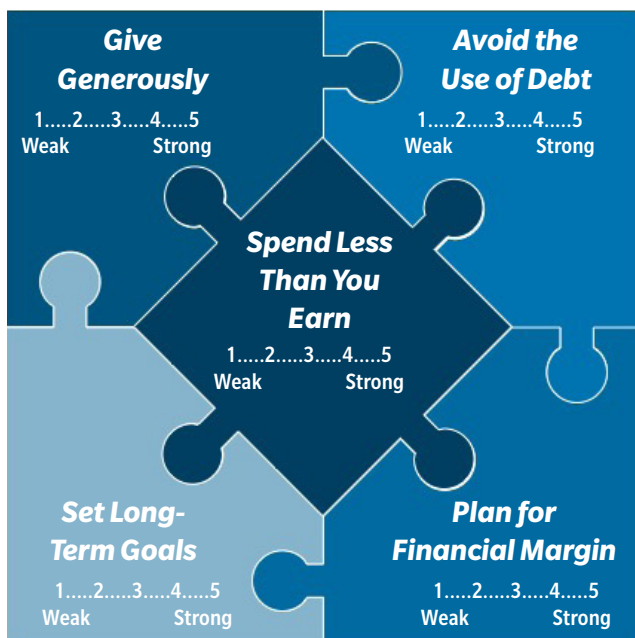 Give
Generously
1.....2.....3.....4.....5
Weak Strong
Avoid the
Use of Debt
1.....2.....3.....4.....5
Weak Strong
Spend Less
Than You
Earn
1.....2.....3.....4.....5
Weak Strong
Set Long-
Term Goals
1.....2.....3.....4.....5
Weak Strong
Plan for
Financial Margin
1.....2.....3.....4.....5
Weak Strong